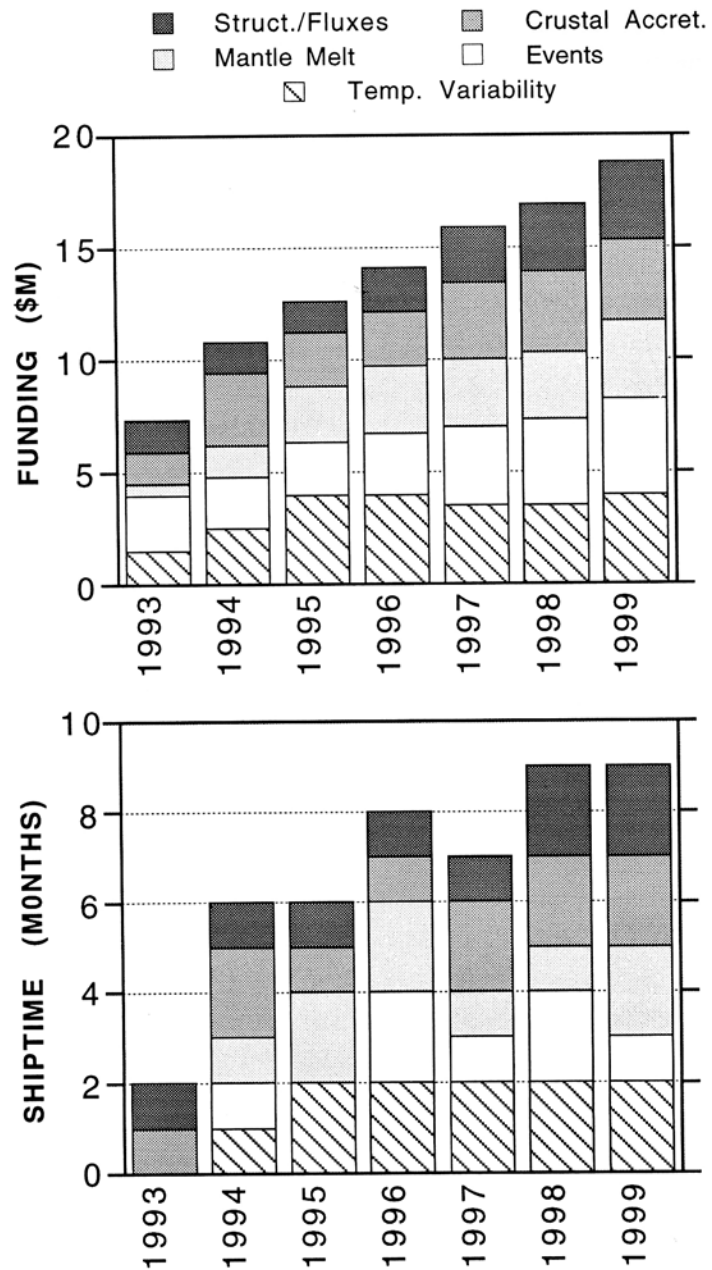 Struct./Fluxes Crustal Accret.
Mantle Melt Events
Temp. Variability
FUNDING ($M)
20
15
10
5
0
1993 1994 1995 1996 1997 1998 1999
SHIPTIME (MONTHS)
10
8
6
4
2
0
1993 1994 1995 1996 1997 1998 1999